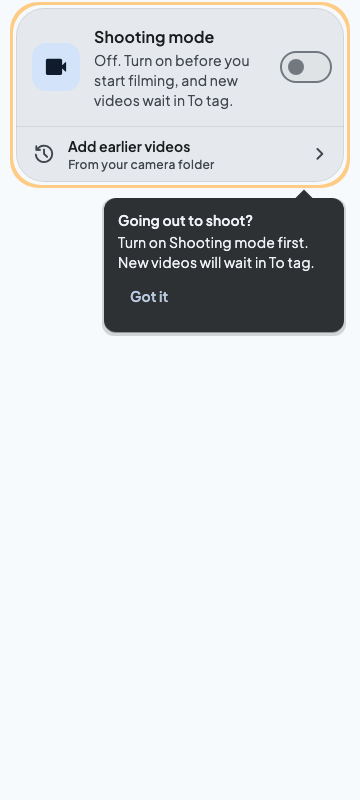 Shooting mode
Off. Turn on before you
start filming, and new
videos wait in To tag.
Add earlier videos
From your camera folder
Going out to shoot?
Turn on Shooting mode first.
New videos will wait in To tag.
Got it